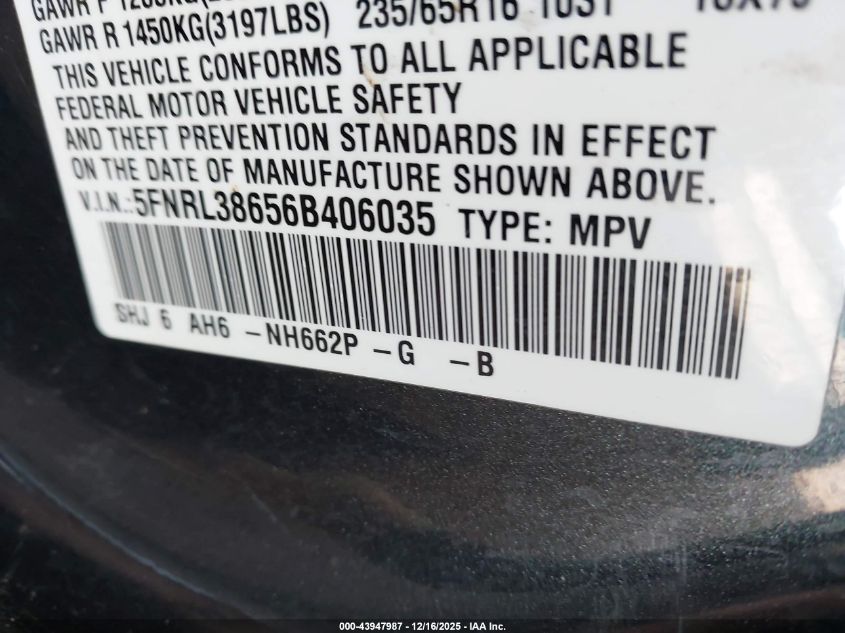 GAWR R 1450KG(3197LBS) 235/65R16 103T
THIS VEHICLE CONFORMS TO ALL APPLICABLE
FEDERAL MOTOR VEHICLE SAFETY
AND THEFT PREVENTION STANDARDS IN EFFECT
ON THE DATE OF MANUFACTURE SHOWN ABOVE.
V.I.N.:5FNRL38656B406035 TYPE: MPV
SHJ 6 AH6 -NH662P -G -B
000-43947987 - 12/16/2025 - IAA Inc.